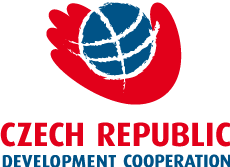 CZECH REPUBLIC
DEVELOPMENT COOPERATION